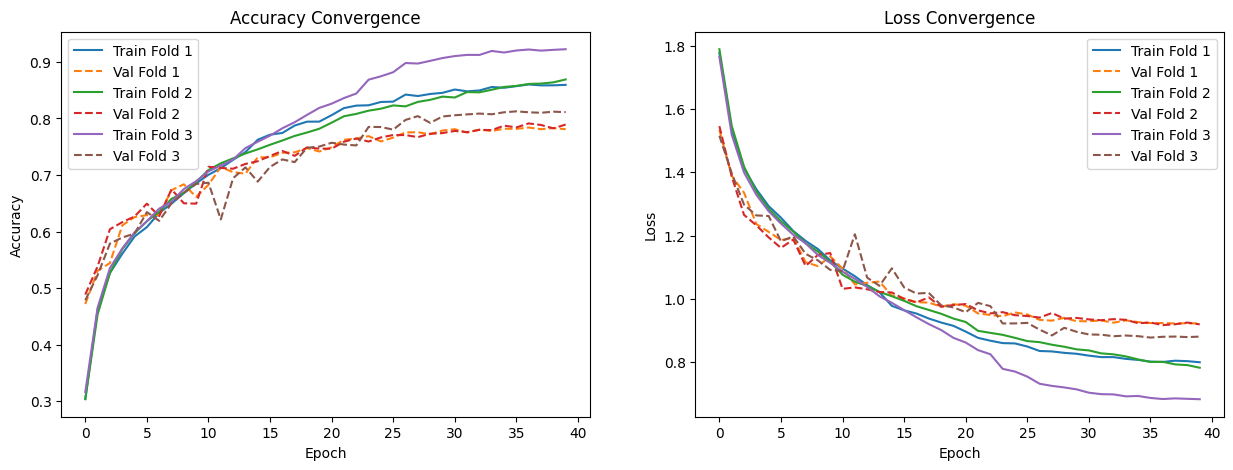 Accuracy Convergence
Train Fold 1
Val Fold 1
Train Fold 2
Val Fold 2
Train Fold 3
Val Fold 3
Accuracy
0.9
0.8
0.7
0.6
0.5
0.4
0.3
0 5 10 15 20 25 30 35 40
Epoch
Loss Convergence
Train Fold 1
Val Fold 1
Train Fold 2
Val Fold 2
Train Fold 3
Val Fold 3
Loss
1.8
1.6
1.4
1.2
1.0
0.8
0 5 10 15 20 25 30 35 40
Epoch